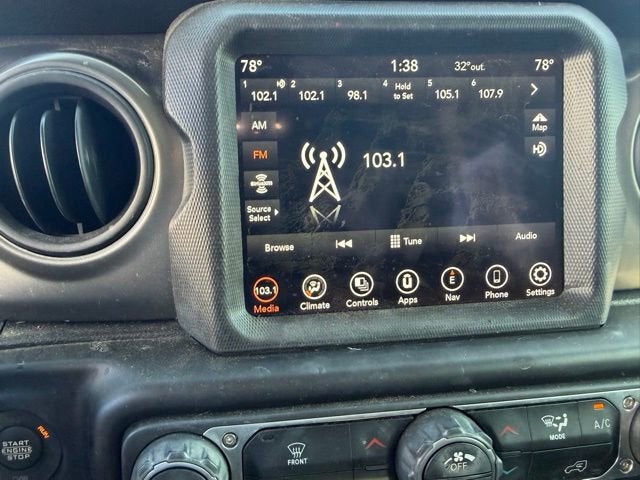 78° 1:38 32°out. 78°
1 102.1 2 102.1 3 98.1 4 Hold to Set 5 105.1 6 107.9
AM
Map
FM
103.1
siriusxm
Source
Select
Browse Tune Audio
103.1 E
Media Climate Controls Apps Nav Phone Settings
RUN
START
ENGINE
STOP
FRONT
OFF
MODE
A/C